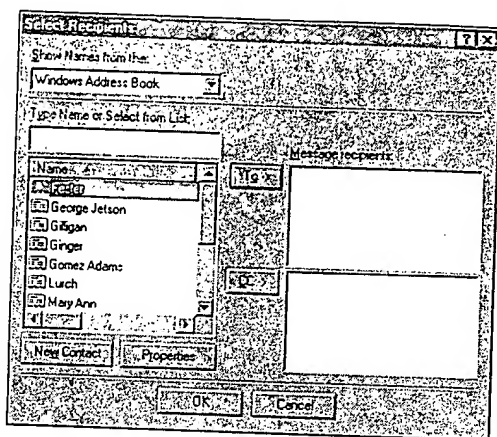 Select Recipients
Show Names from the:
Windows Address Book
Type Name or Select from List:
Name
Fester
George Jetson
Gilligan
Ginger
Gomez Adams
Lurch
Mary Ann
New Contact
Properties
Message recipients:
To
CC
OK
Cancel